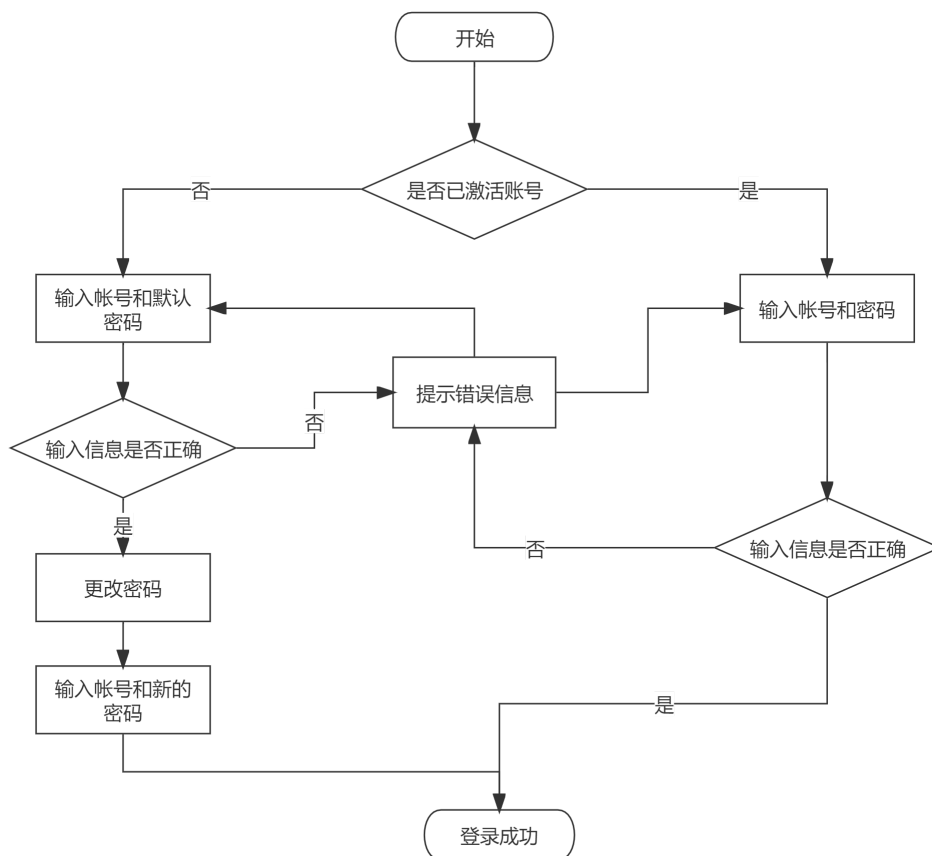 开始
是否已激活账号
否
是
输入帐号和默认
密码
输入帐号和密码
提示错误信息
否
输入信息是否正确
是
输入信息是否正确
否
更改密码
输入帐号和新的
密码
是
登录成功